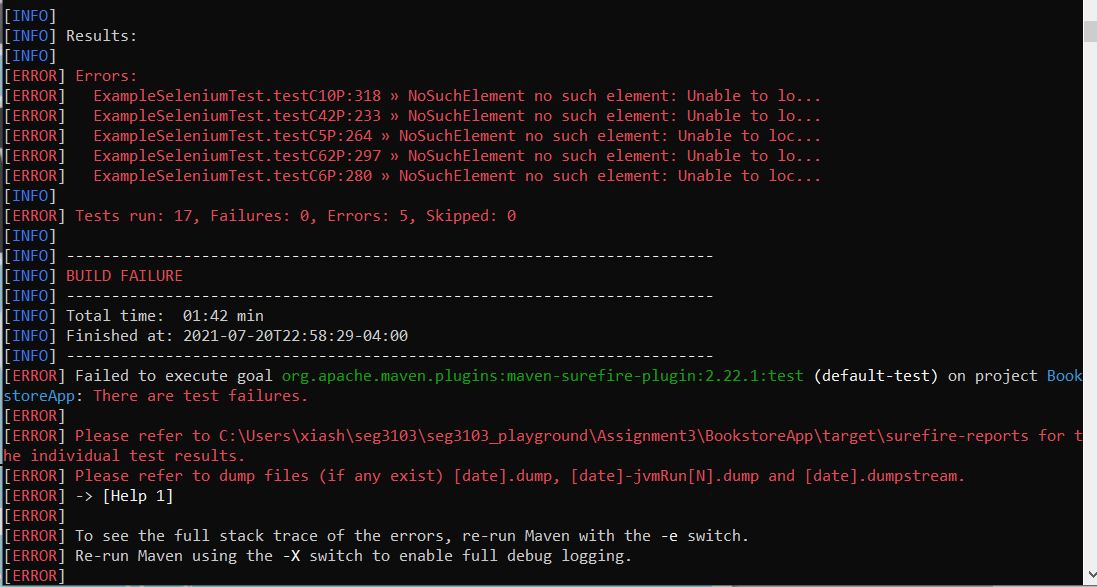 [INFO]
[INFO] Results:
[INFO]
[ERROR] Errors:
[ERROR]   ExampleSeleniumTest.testC10P:318 » NoSuchElement no such element: Unable to lo...
[ERROR]   ExampleSeleniumTest.testC42P:233 » NoSuchElement no such element: Unable to lo...
[ERROR]   ExampleSeleniumTest.testC5P:264 » NoSuchElement no such element: Unable to loc...
[ERROR]   ExampleSeleniumTest.testC62P:297 » NoSuchElement no such element: Unable to lo...
[ERROR]   ExampleSeleniumTest.testC6P:280 » NoSuchElement no such element: Unable to loc...
[INFO]
[ERROR] Tests run: 17, Failures: 0, Errors: 5, Skipped: 0
[INFO]
[INFO] ------------------------------------------------------------------------
[INFO] BUILD FAILURE
[INFO] ------------------------------------------------------------------------
[INFO] Total time:  01:42 min
[INFO] Finished at: 2021-07-20T22:58:29-04:00
[INFO] ------------------------------------------------------------------------
[ERROR] Failed to execute goal org.apache.maven.plugins:maven-surefire-plugin:2.22.1:test (default-test) on project Book
storeApp: There are test failures.
[ERROR]
[ERROR] Please refer to C:\Users\xiash\seg3103\seg3103_playground\Assignment3\BookstoreApp\target\surefire-reports for t
he individual test results.
[ERROR] Please refer to dump files (if any exist) [date].dump, [date]-jvmRun[N].dump and [date].dumpstream.
[ERROR] -> [Help 1]
[ERROR]
[ERROR] To see the full stack trace of the errors, re-run Maven with the -e switch.
[ERROR] Re-run Maven using the -X switch to enable full debug logging.
[ERROR]